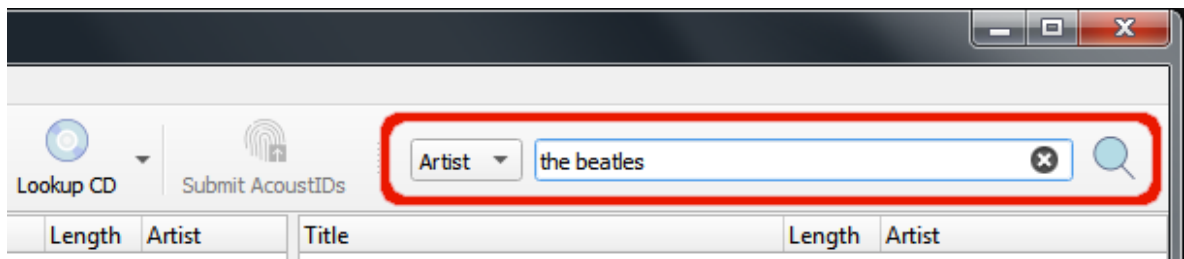 Artist the beatles
Lookup CD Submit AcoustIDs
Length Artist Title Length Artist